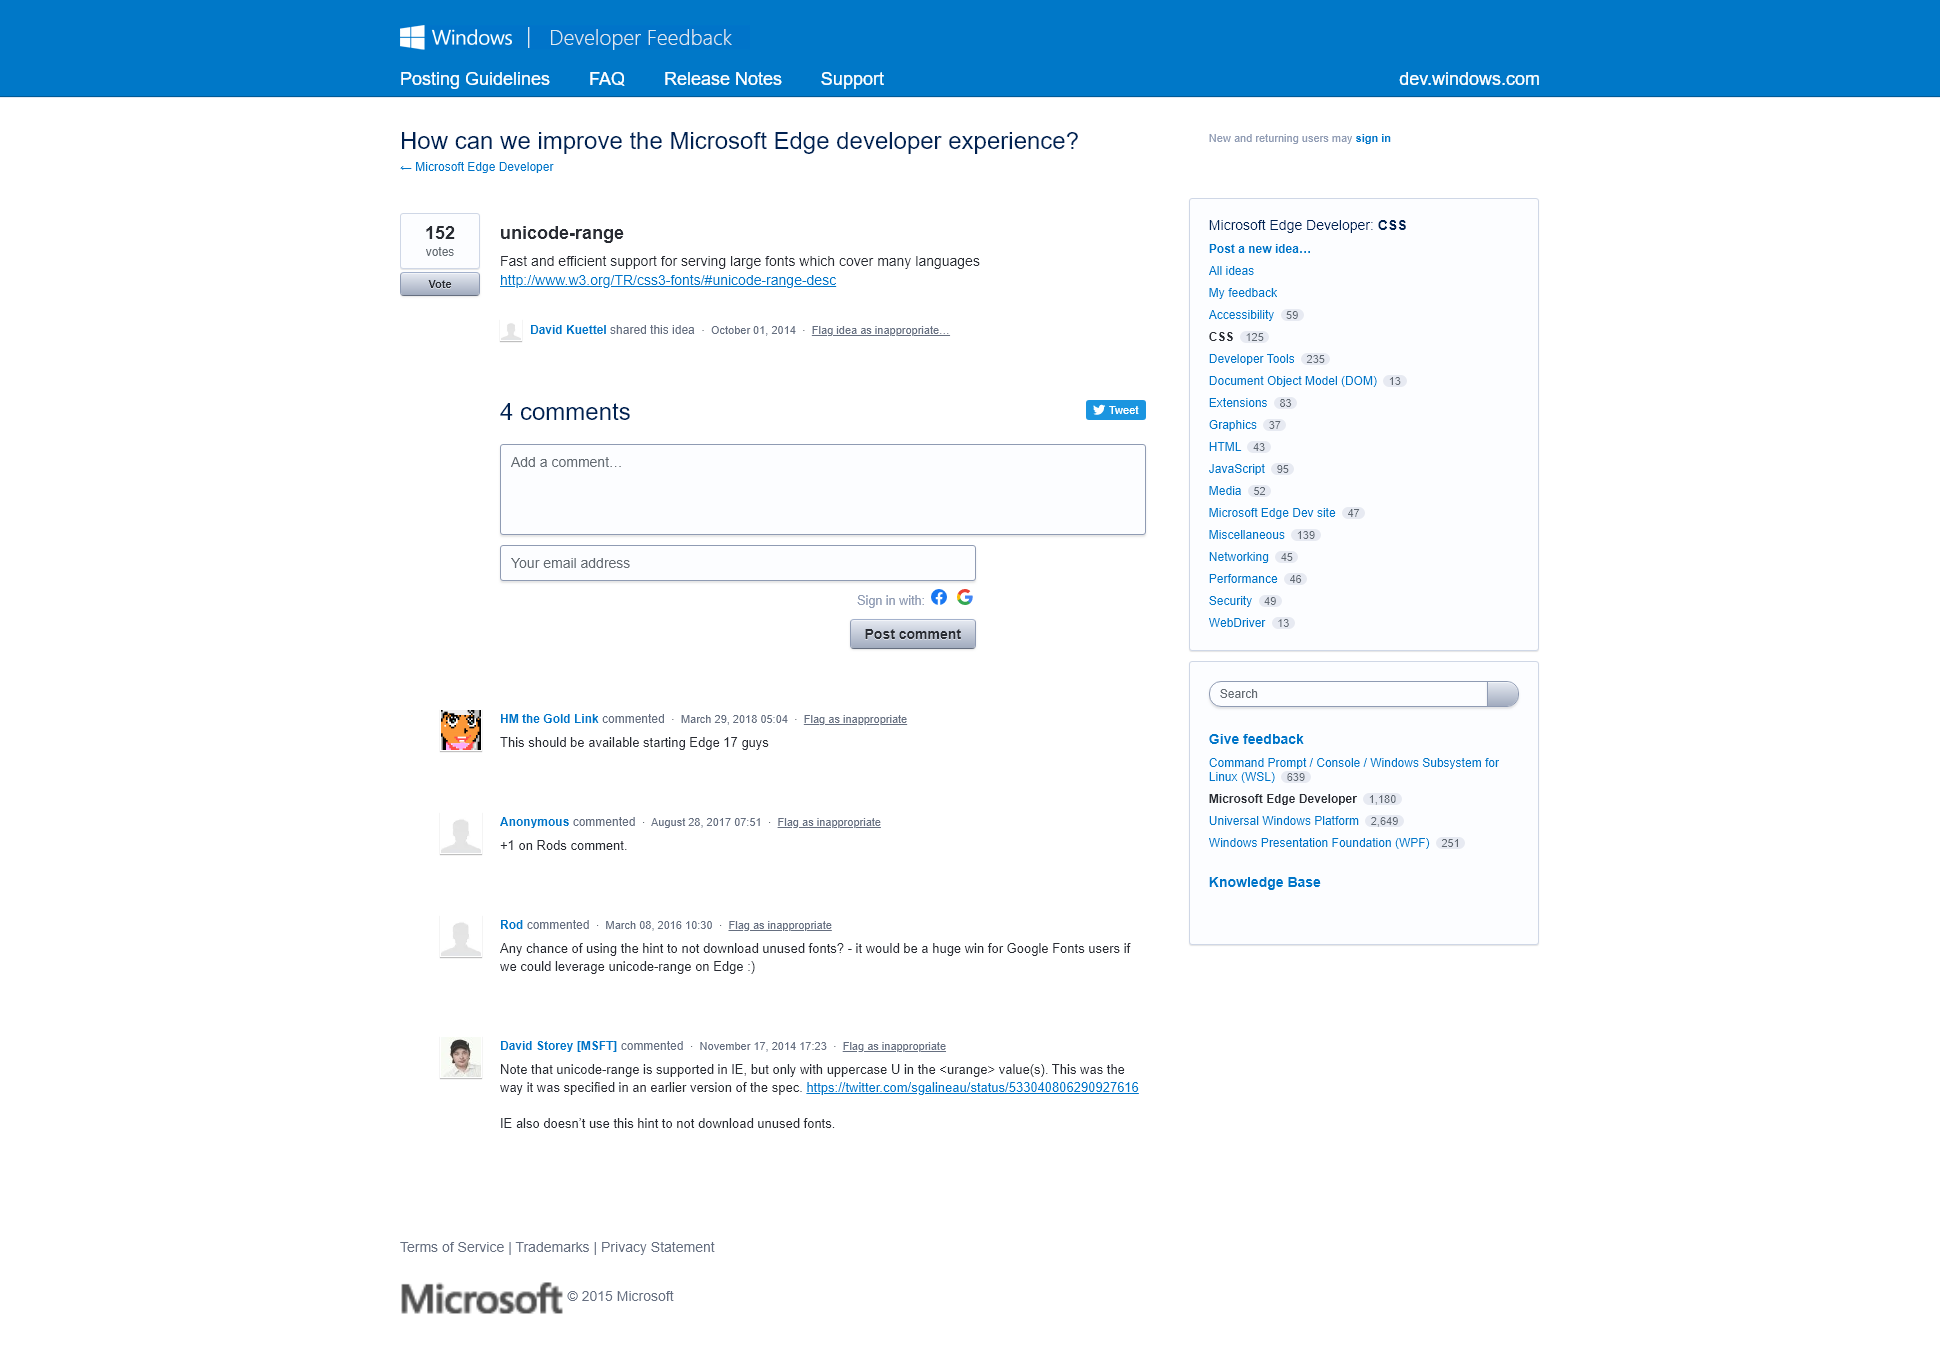 Windows | Developer Feedback
Posting Guidelines FAQ Release Notes Support dev.windows.com
How can we improve the Microsoft Edge developer experience?
← Microsoft Edge Developer
New and returning users may sign in
152
votes
Vote
unicode-range
Fast and efficient support for serving large fonts which cover many languages
http://www.w3.org/TR/css3-fonts/#unicode-range-desc
David Kuettel shared this idea · October 01, 2014 · Flag idea as inappropriate…
4 comments
Tweet
Add a comment…
Your email address
Sign in with:
Post comment
HM the Gold Link commented · March 29, 2018 05:04 · Flag as inappropriate
This should be available starting Edge 17 guys
Anonymous commented · August 28, 2017 07:51 · Flag as inappropriate
+1 on Rods comment.
Rod commented · March 08, 2016 10:30 · Flag as inappropriate
Any chance of using the hint to not download unused fonts? - it would be a huge win for Google Fonts users if
we could leverage unicode-range on Edge :)
David Storey [MSFT] commented · November 17, 2014 17:23 · Flag as inappropriate
Note that unicode-range is supported in IE, but only with uppercase U in the <urange> value(s). This was the
way it was specified in an earlier version of the spec. https://twitter.com/sgalineau/status/533040806290927616
IE also doesn’t use this hint to not download unused fonts.
Microsoft Edge Developer: CSS
Post a new idea…
All ideas
My feedback
Accessibility 59
CSS 125
Developer Tools 235
Document Object Model (DOM) 13
Extensions 83
Graphics 37
HTML 43
JavaScript 95
Media 52
Microsoft Edge Dev site 47
Miscellaneous 139
Networking 45
Performance 46
Security 49
WebDriver 13
Search
Give feedback
Command Prompt / Console / Windows Subsystem for
Linux (WSL) 639
Microsoft Edge Developer 1,180
Universal Windows Platform 2,649
Windows Presentation Foundation (WPF) 251
Knowledge Base
Terms of Service | Trademarks | Privacy Statement
Microsoft © 2015 Microsoft